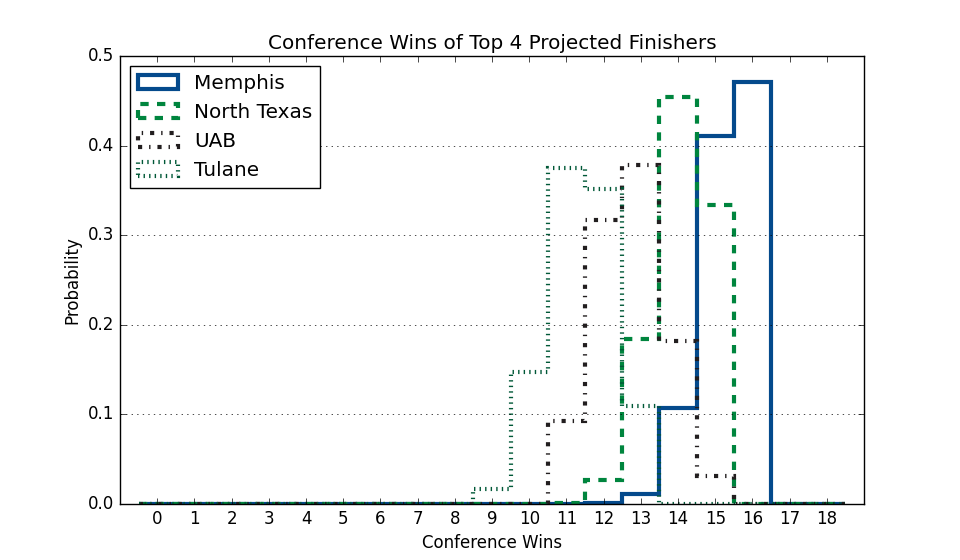 Conference Wins of Top 4 Projected Finishers
0.5
Memphis
North Texas
UAB
Tulane
0.4
0.3
0.2
0.1
0.0
Probability
0 1 2 3 4 5 6 7 8 9 10 11 12 13 14 15 16 17 18
Conference Wins